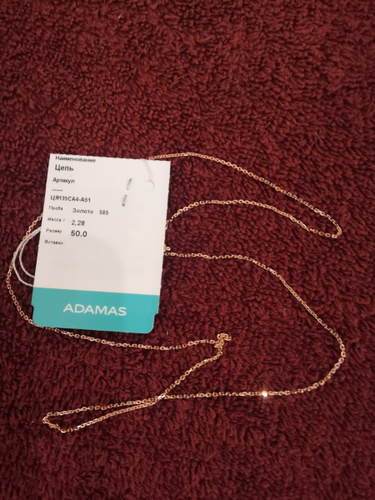 Наименование
Цепь
Артикул
ЦЯ135СА4-А51
Проба Золото 585
Масса г 2,28
Размер 50.0
Вставки
ADAMAS